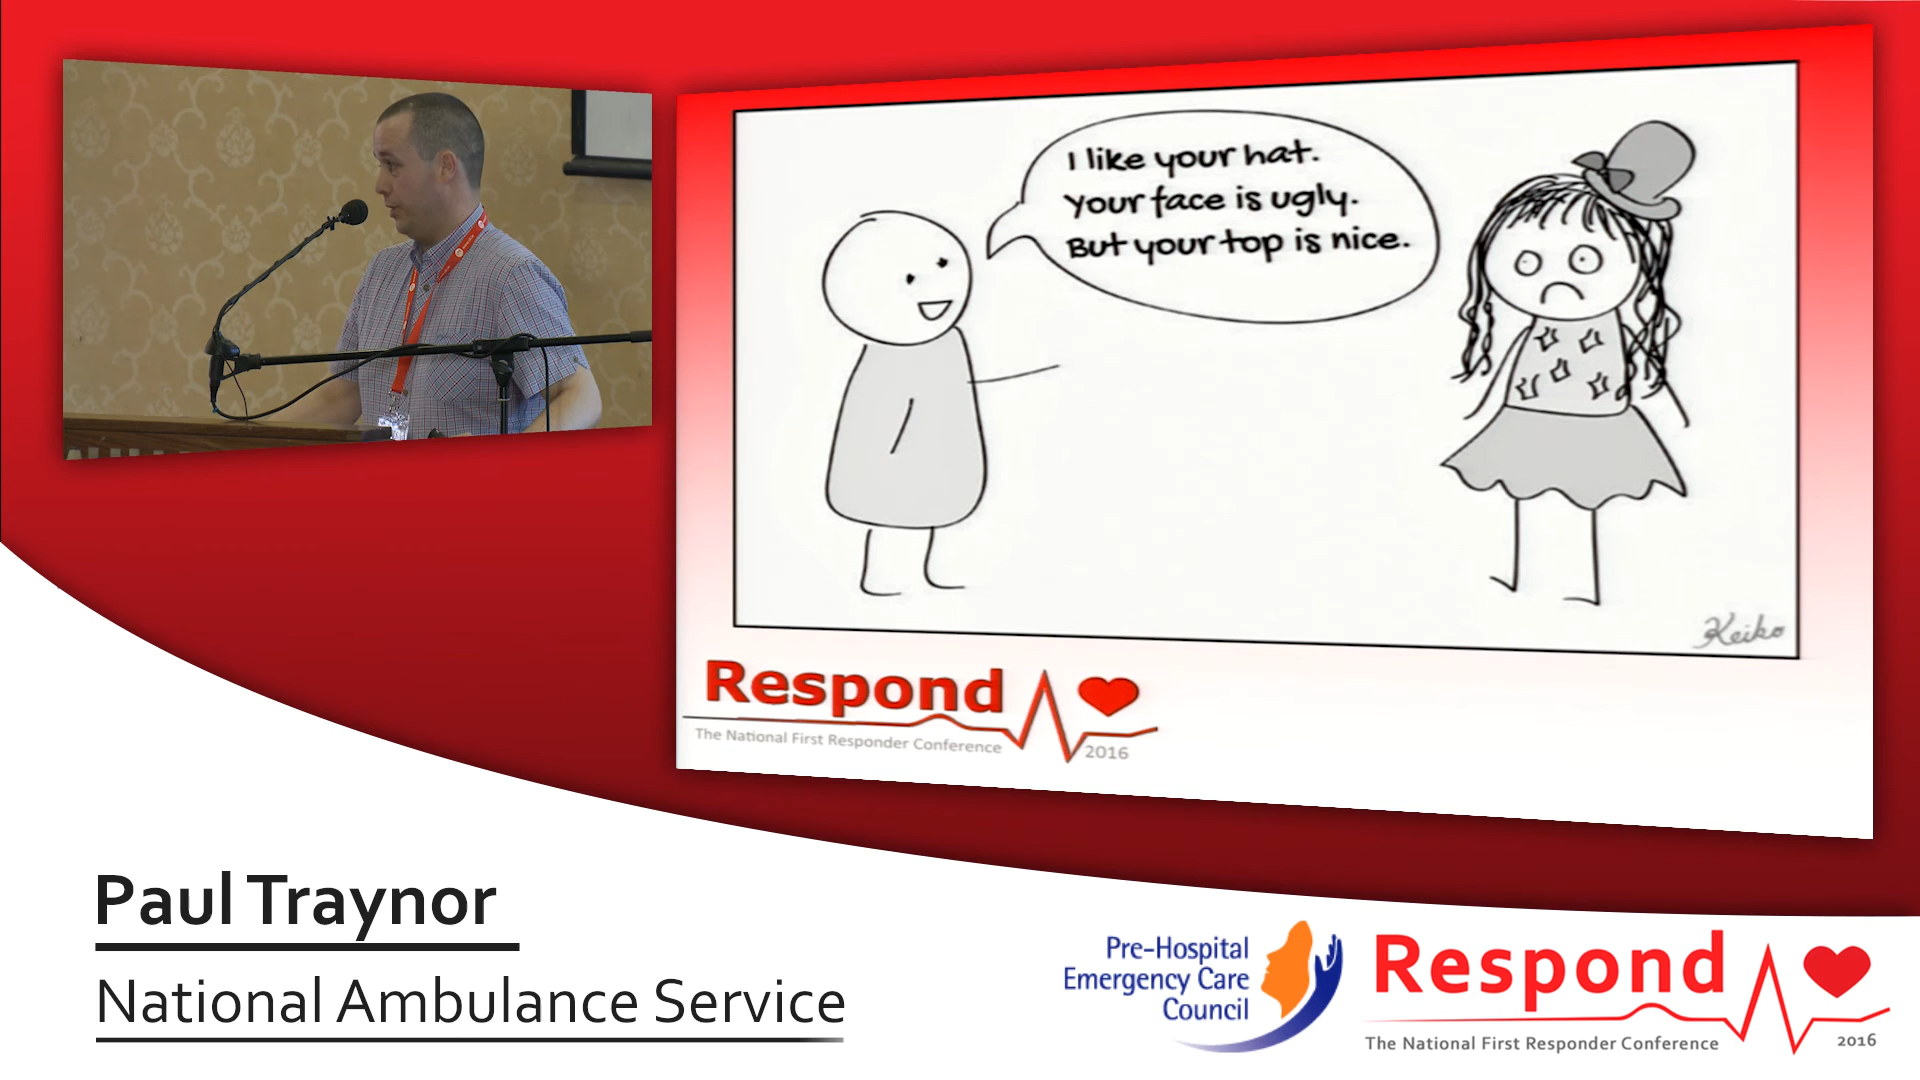 I like your hat.
Your face is ugly.
But your top is nice.
Keiko
Respond
The National First Responder Conference
2016
Paul Traynor
National Ambulance Service
Pre-Hospital
Emergency Care
Council
Respond
The National First Responder Conference
2016